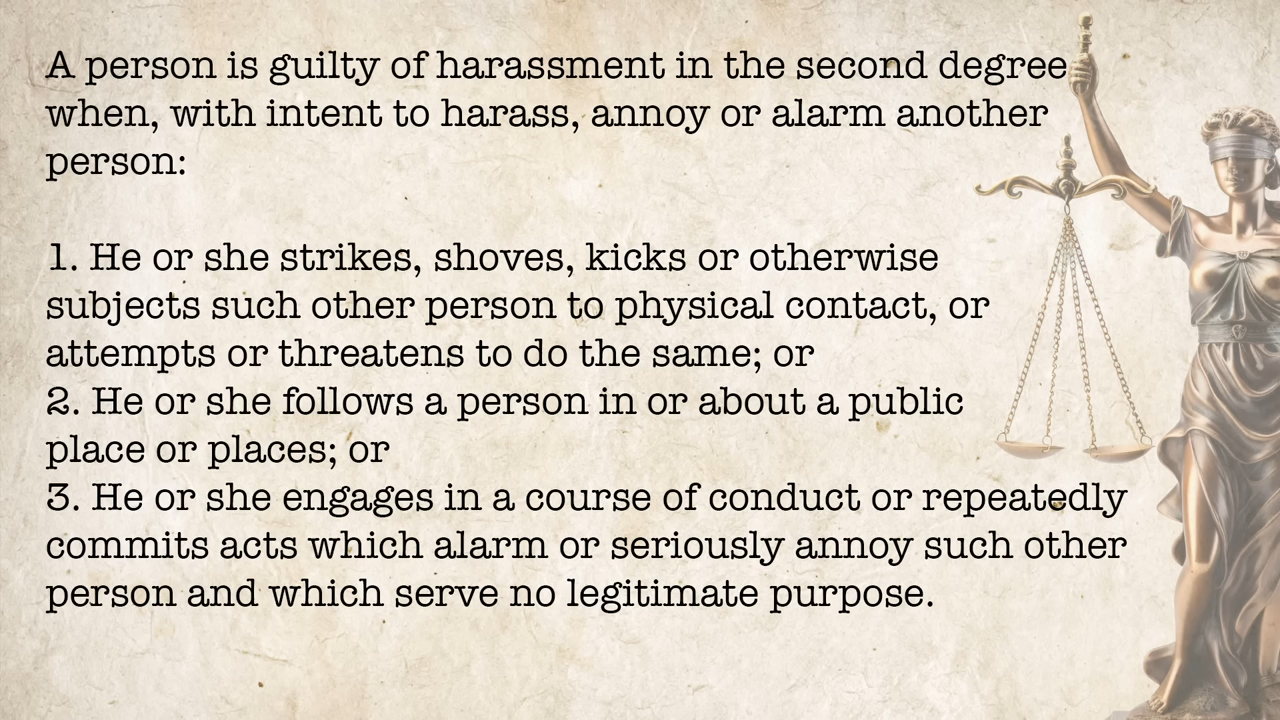 A person is guilty of harassment in the second degree
when, with intent to harass, annoy or alarm another
person:
1. He or she strikes, shoves, kicks or otherwise
subjects such other person to physical contact, or
attempts or threatens to do the same; or
2. He or she follows a person in or about a public
place or places; or
3. He or she engages in a course of conduct or repeatedly
commits acts which alarm or seriously annoy such other
person and which serve no legitimate purpose.